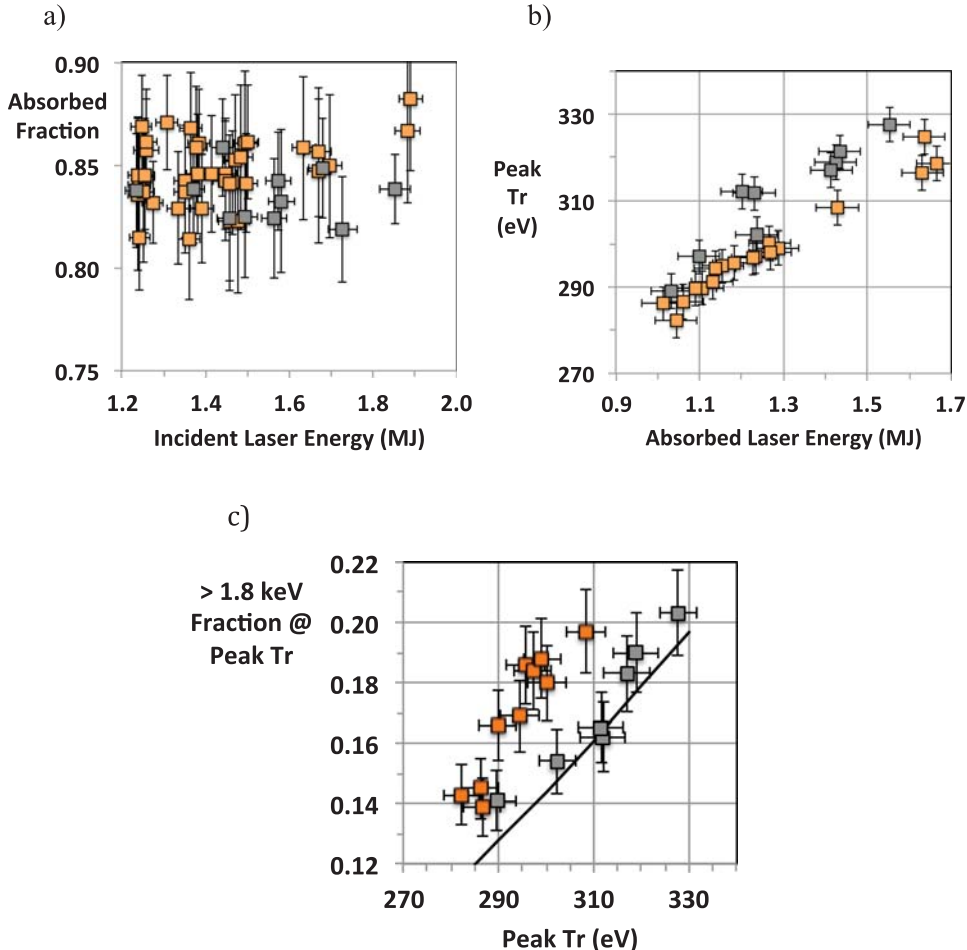 a)
0.90
Absorbed
Fraction
0.85
0.80
0.75
1.2 1.4 1.6 1.8 2.0
Incident Laser Energy (MJ)
b)
330
Peak
Tr
(eV)
310
290
270
0.9 1.1 1.3 1.5 1.7
Absorbed Laser Energy (MJ)
c)
0.22
> 1.8 keV
Fraction @
Peak Tr
0.20
0.18
0.16
0.14
0.12
270 290 310 330
Peak Tr (eV)